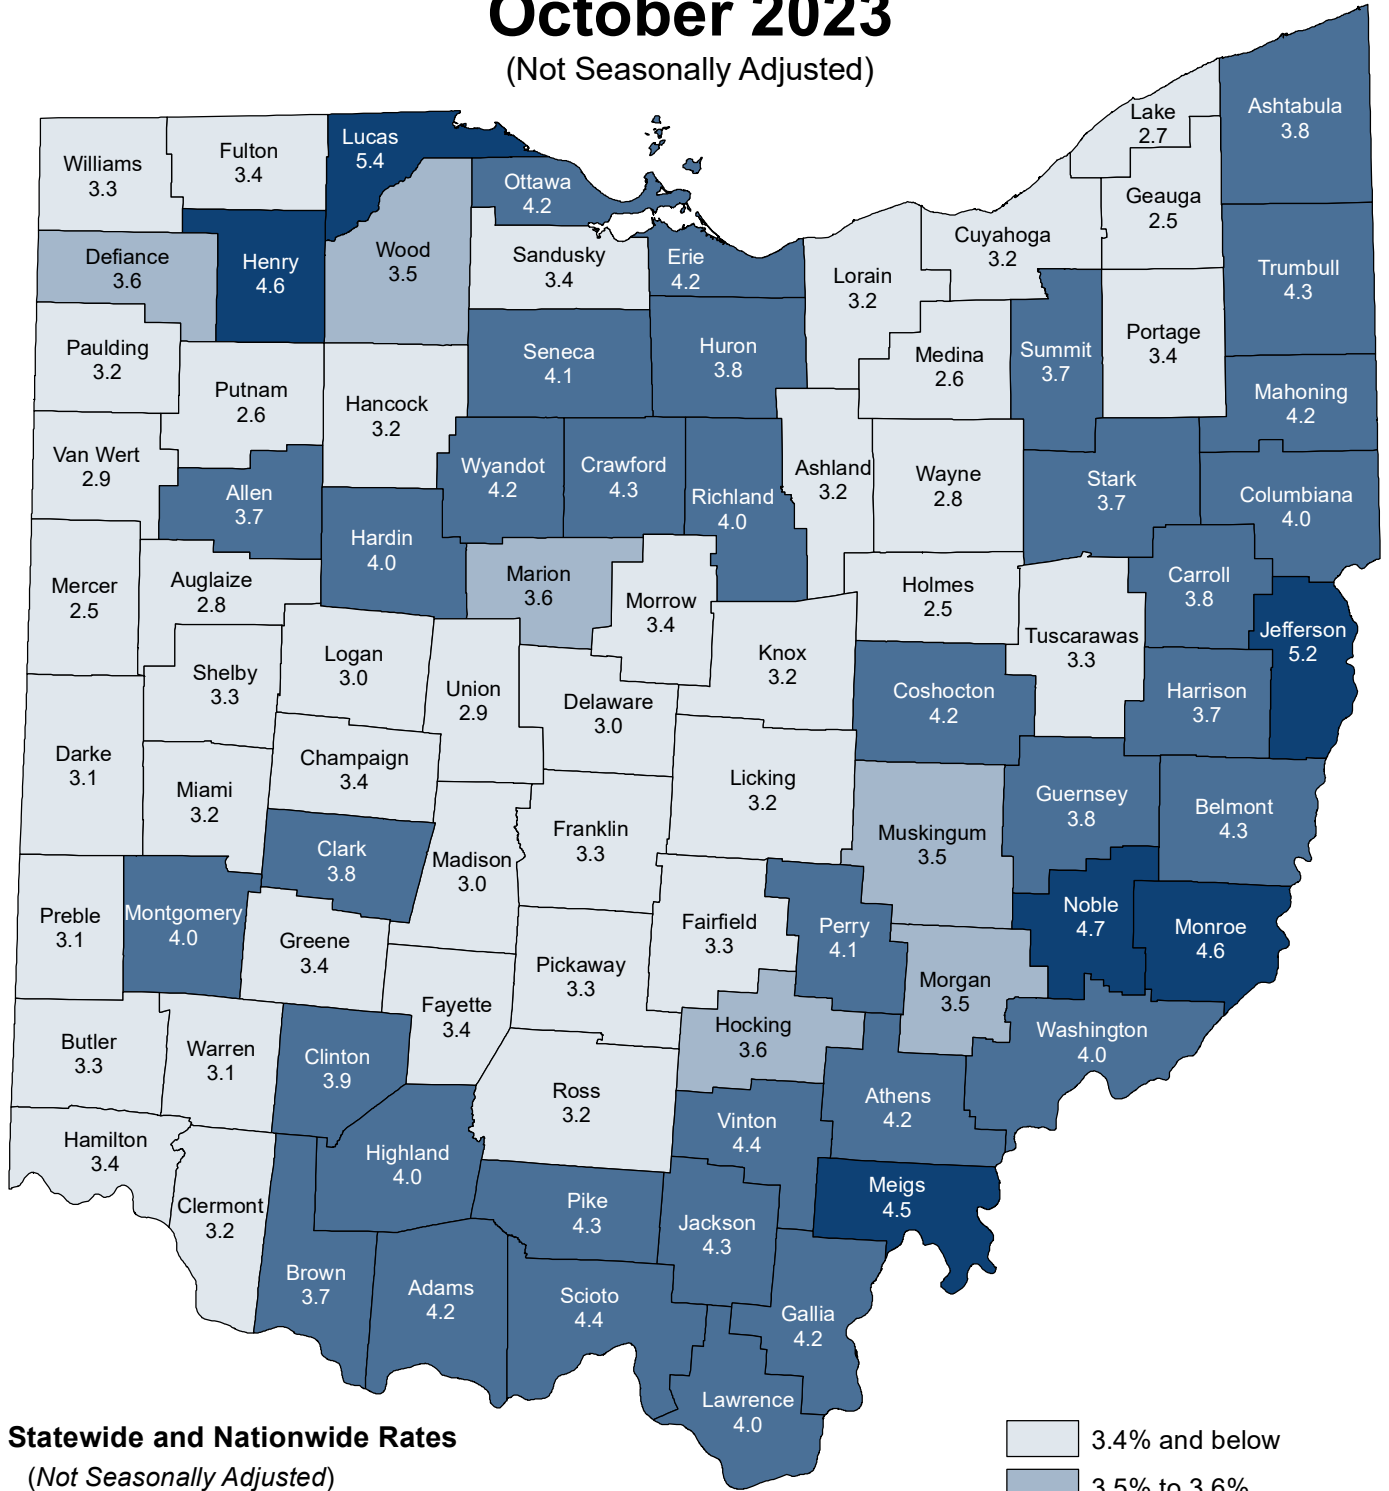 October 2023
(Not Seasonally Adjusted)
Lake
2.7
Ashtabula
3.8
Williams
3.3
Fulton
3.4
Lucas
5.4
Ottawa
4.2
Geauga
2.5
Defiance
3.6
Henry
4.6
Wood
3.5
Sandusky
3.4
Erie
4.2
Lorain
3.2
Cuyahoga
3.2
Trumbull
4.3
Paulding
3.2
Putnam
2.6
Hancock
3.2
Seneca
4.1
Huron
3.8
Medina
2.6
Summit
3.7
Portage
3.4
Mahoning
4.2
Van Wert
2.9
Allen
3.7
Wyandot
4.2
Crawford
4.3
Richland
4.0
Ashland
3.2
Wayne
2.8
Stark
3.7
Columbiana
4.0
Mercer
2.5
Auglaize
2.8
Hardin
4.0
Marion
3.6
Morrow
3.4
Holmes
2.5
Tuscarawas
3.3
Carroll
3.8
Jefferson
5.2
Shelby
3.3
Logan
3.0
Union
2.9
Delaware
3.0
Knox
3.2
Coshocton
4.2
Harrison
3.7
Darke
3.1
Miami
3.2
Champaign
3.4
Licking
3.2
Muskingum
3.5
Guernsey
3.8
Belmont
4.3
Clark
3.8
Madison
3.0
Franklin
3.3
Preble
3.1
Montgomery
4.0
Greene
3.4
Fairfield
3.3
Perry
4.1
Noble
4.7
Monroe
4.6
Pickaway
3.3
Morgan
3.5
Fayette
3.4
Hocking
3.6
Washington
4.0
Butler
3.3
Warren
3.1
Clinton
3.9
Ross
3.2
Athens
4.2
Vinton
4.4
Hamilton
3.4
Highland
4.0
Clermont
3.2
Pike
4.3
Jackson
4.3
Meigs
4.5
Brown
3.7
Adams
4.2
Scioto
4.4
Gallia
4.2
Lawrence
4.0
Statewide and Nationwide Rates
(Not Seasonally Adjusted)
3.4% and below
3.5% to 3.6%